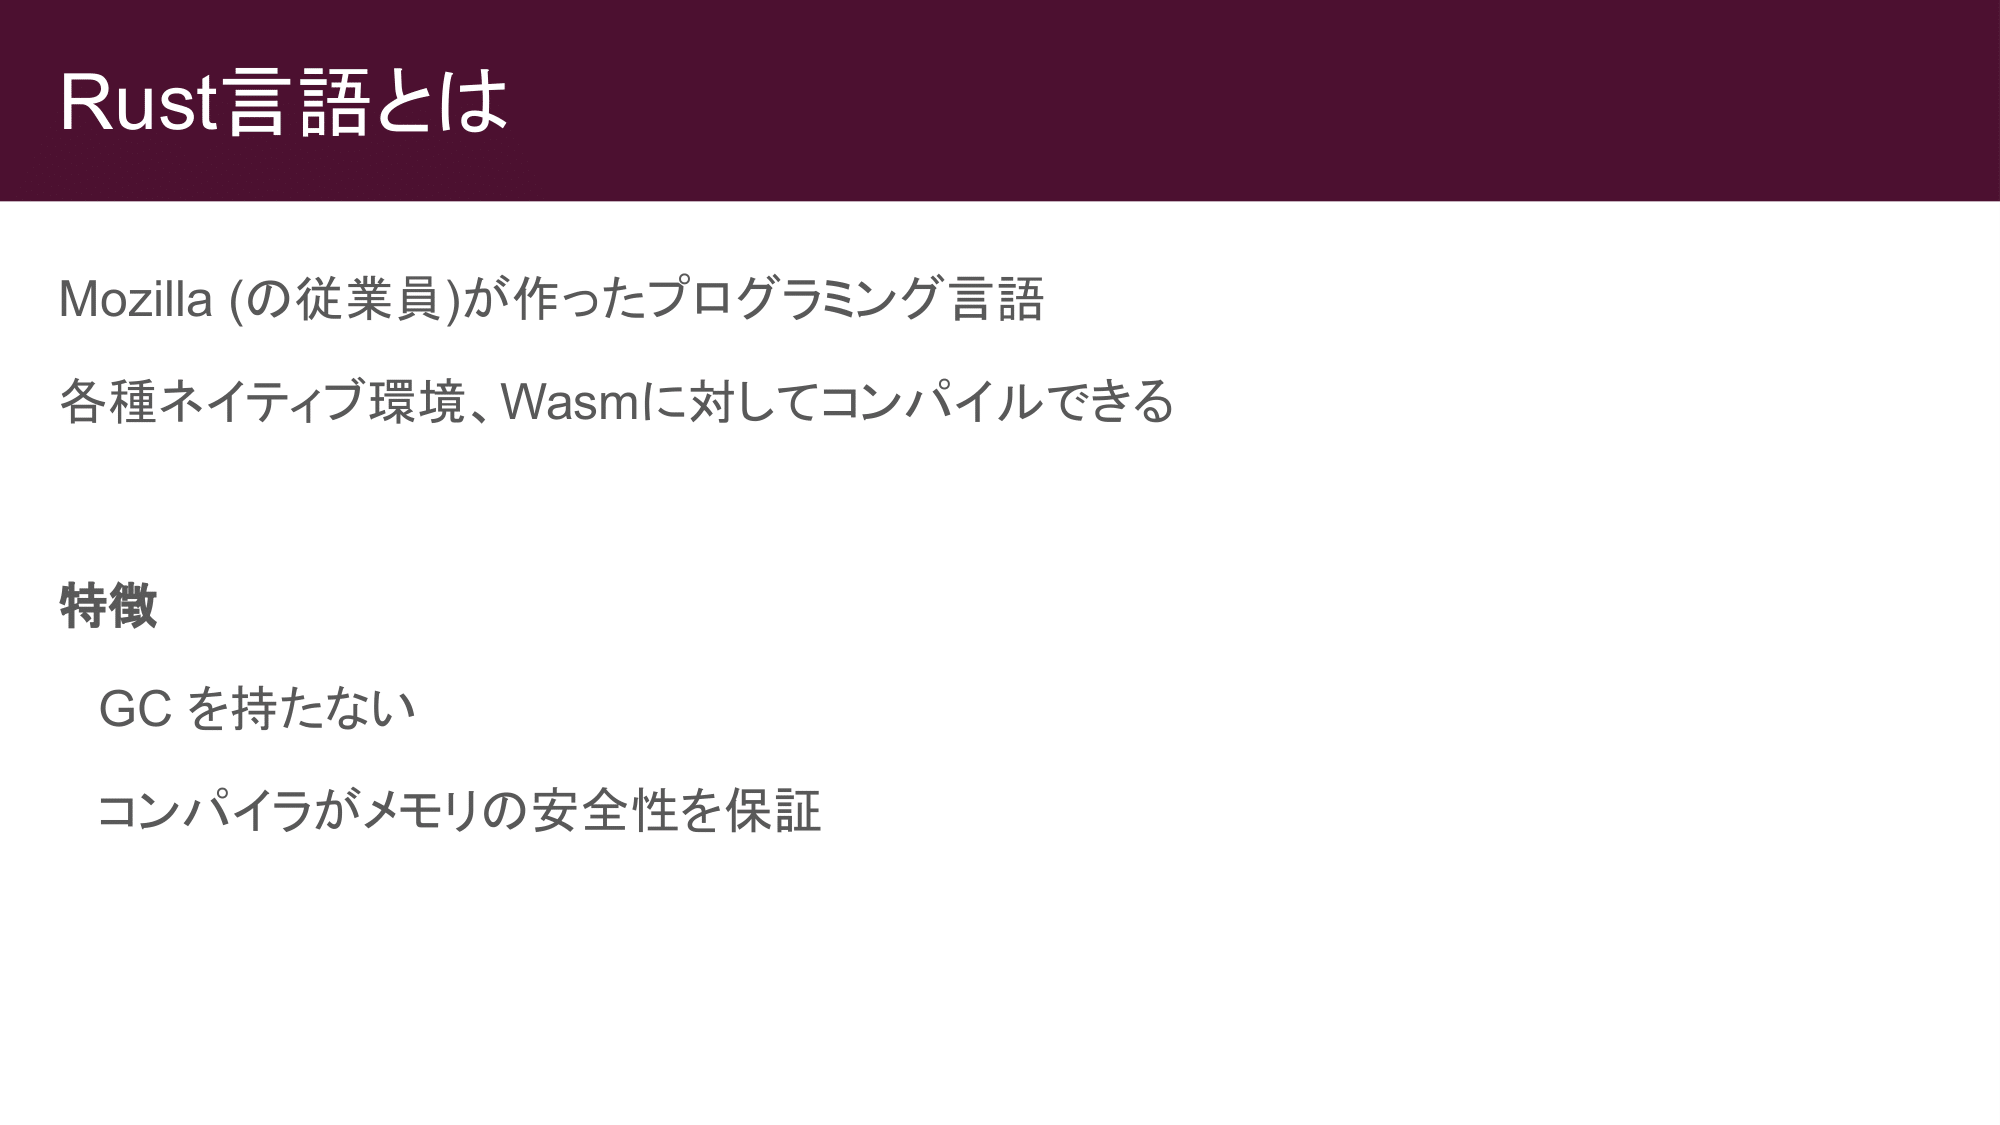 Rust言語とは
Mozilla (の従業員)が作ったプログラミング言語
各種ネイティブ環境、Wasmに対してコンパイルできる
特徴
GC を持たない
コンパイラがメモリの安全性を保証